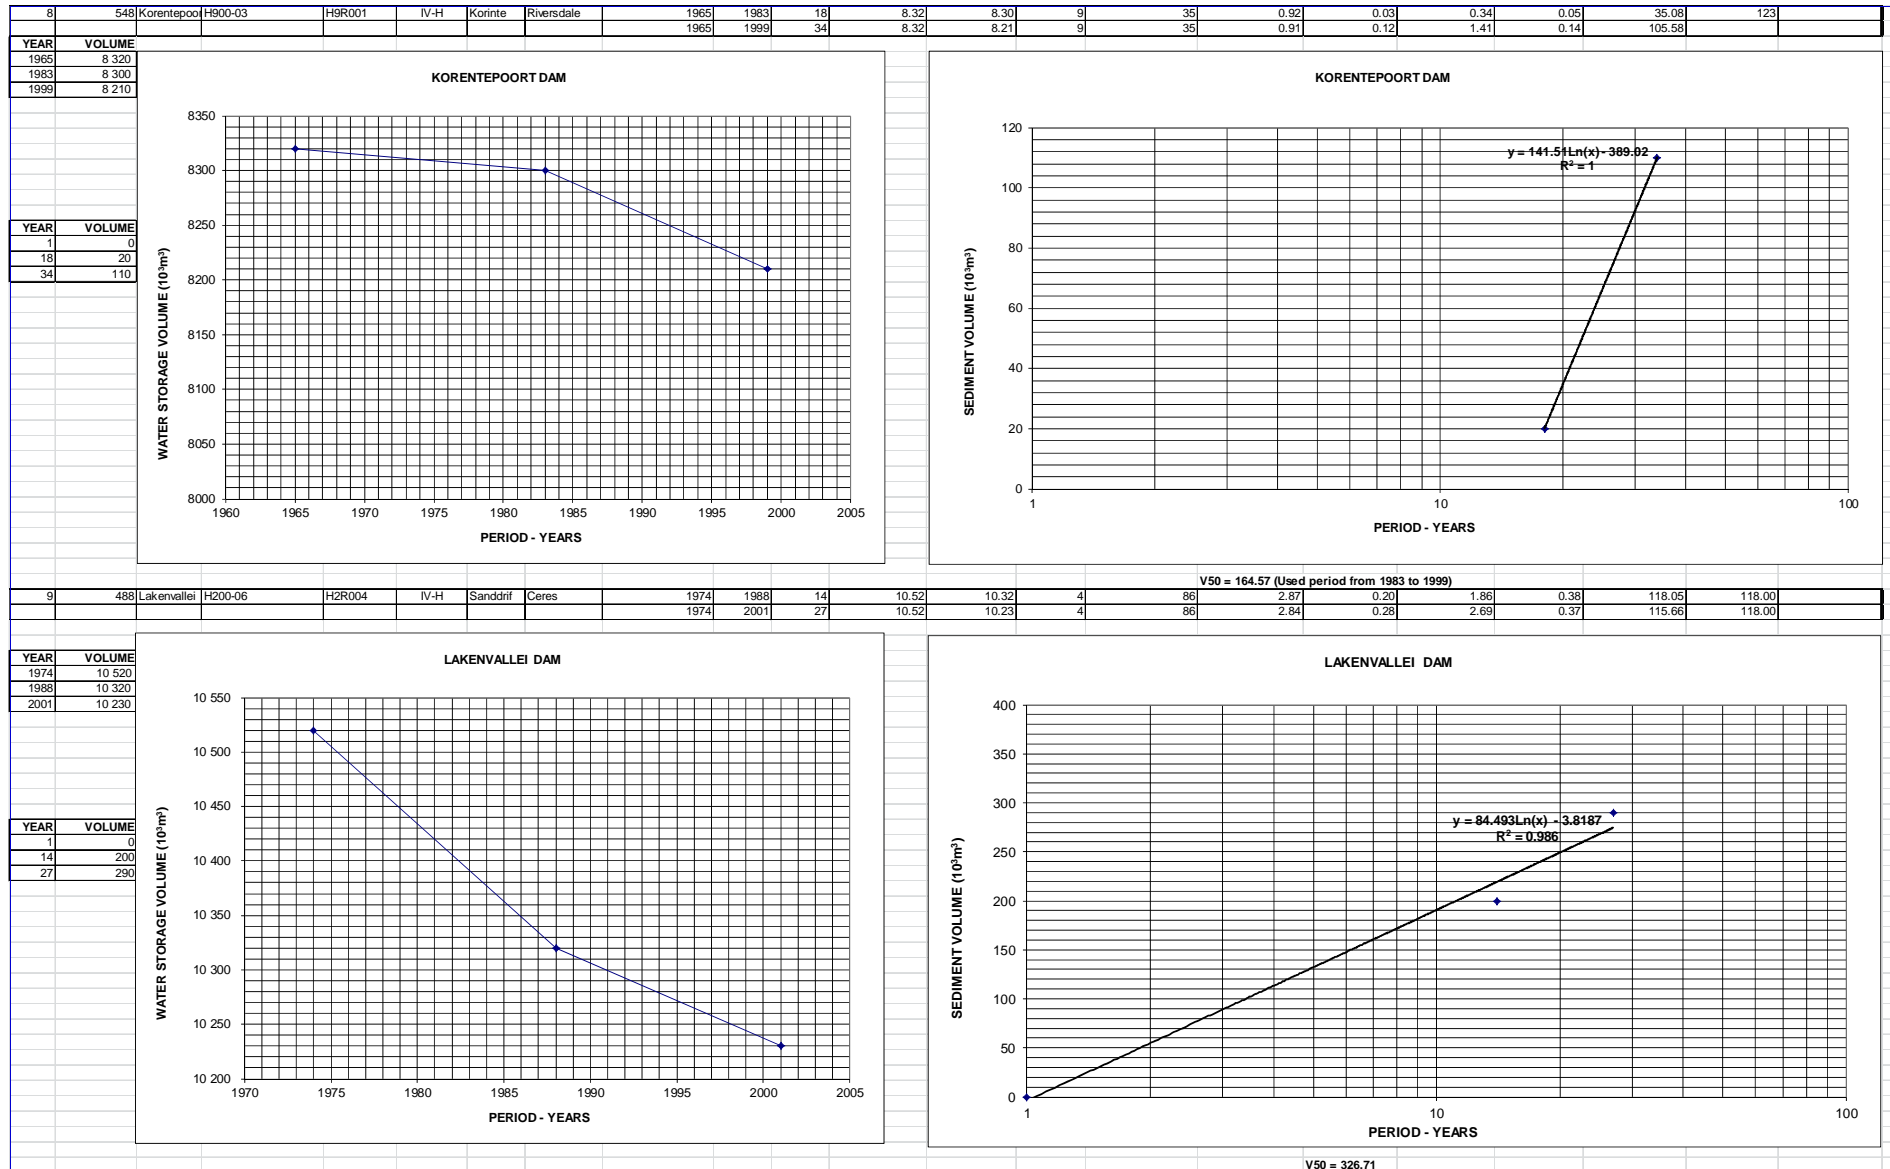 8 548 Korentepoor H900-03 H9R001 IV-H Korinte Riversdale 1965 1983 18 8.32 8.30 9 35 0.92 0.03 0.34 0.05 35.08 123
1965 1999 34 8.32 8.21 9 35 0.91 0.12 1.41 0.14 105.58
YEAR VOLUME
1965 8 320
1983 8 300
1999 8 210
YEAR VOLUME
1 0
18 20
34 110
KORENTEPOORT DAM
8350
8300
8250
8200
8150
8100
8050
8000
1960 1965 1970 1975 1980 1985 1990 1995 2000 2005
WATER STORAGE VOLUME (10³m³)
PERIOD - YEARS
KORENTEPOORT DAM
120
100
80
60
40
20
0
1 10 100
y = 141.51Ln(x) - 389.02
R² = 1
SEDIMENT VOLUME (10³m³)
PERIOD - YEARS
V50 = 164.57 (Used period from 1983 to 1999)
9 488 Lakenvallei H200-06 H2R004 IV-H Sanddrif Ceres 1974 1988 14 10.52 10.32 4 86 2.87 0.20 1.86 0.38 118.05 118.00
1974 2001 27 10.52 10.23 4 86 2.84 0.28 2.69 0.37 115.66 118.00
YEAR VOLUME
1974 10 520
1988 10 320
2001 10 230
YEAR VOLUME
1 0
14 200
27 290
LAKENVALLEI DAM
10 550
10 500
10 450
10 400
10 350
10 300
10 250
10 200
1970 1975 1980 1985 1990 1995 2000 2005
WATER STORAGE VOLUME (10³m³)
PERIOD - YEARS
LAKENVALLEI DAM
400
350
300
250
200
150
100
50
0
1 10 100
y = 84.493Ln(x) - 3.8187
R² = 0.986
SEDIMENT VOLUME (10³m³)
PERIOD - YEARS
V50 = 326.71